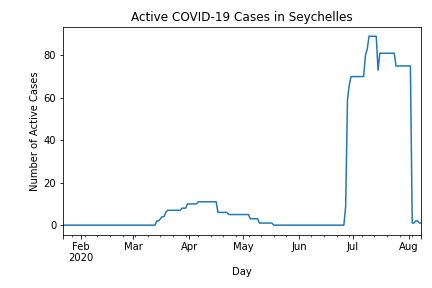 Active COVID-19 Cases in Seychelles
Number of Active Cases
80
60
40
20
0
Feb Mar Apr May Jun Jul Aug
2020
Day